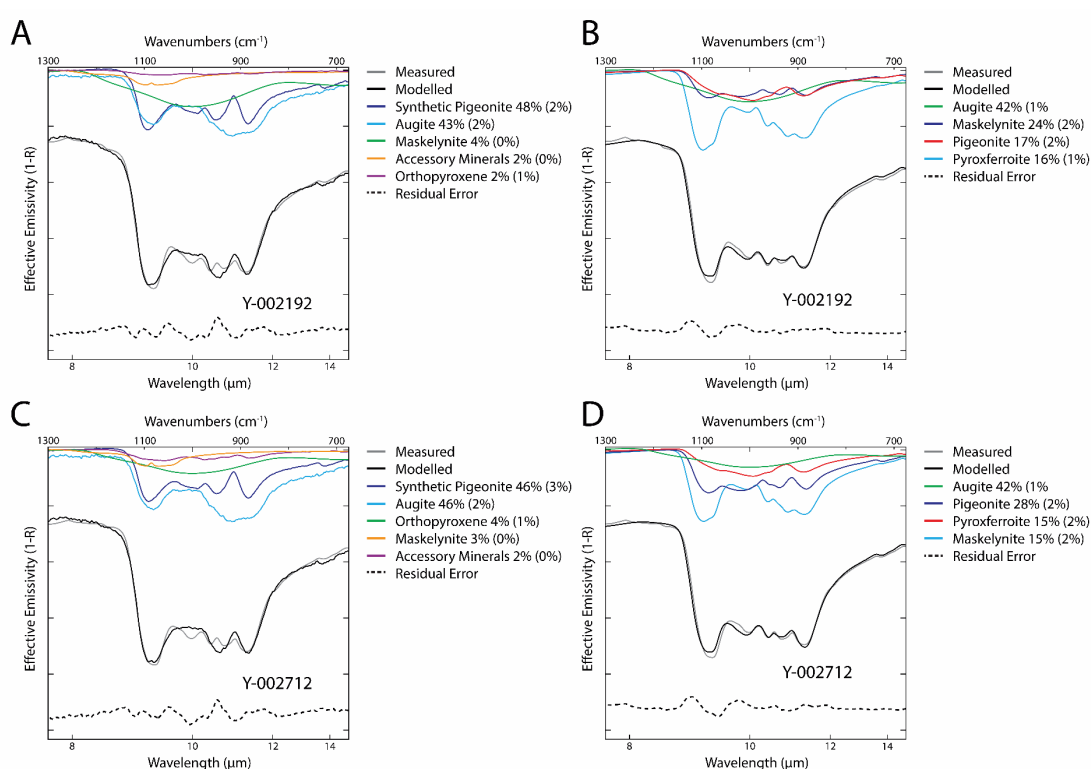 A
Wavenumbers (cm-1)
1300 1100 900 700
Effective Emissivity (1-R)
Measured
Modelled
Synthetic Pigeonite 48% (2%)
Augite 43% (2%)
Maskelynite 4% (0%)
Accessory Minerals 2% (0%)
Orthopyroxene 2% (1%)
Residual Error
Y-002192
8 10 12 14
Wavelength (μm)
B
Wavenumbers (cm-1)
1300 1100 900 700
Effective Emissivity (1-R)
Measured
Modelled
Augite 42% (1%
Maskelynite 24% (2%)
Pigeonite 17% (2%)
Pyroxferroite 16% (1%)
Residual Error
Y-002192
8 10 12 14
Wavelength (μm)
C
Wavenumbers (cm-1)
1300 1100 900 700
Effective Emissivity (1-R)
Measured
Modelled
Synthetic Pigeonite 46% (3%)
Augite 46% (2%)
Orthopyroxene 4% (1%)
Maskelynite 3% (0%)
Accessory Minerals 2% (0%)
Residual Error
Y-002712
8 10 12 14
Wavelength (μm)
D
Wavenumbers (cm-1)
1300 1100 900 700
Effective Emissivity (1-R)
Measured
Modelled
Augite 42% (1%
Pigeonite 28% (2%)
Pyroxferroite 15% (2%)
Maskelynite 15% (2%)
Residual Error
Y-002712
8 10 12 14
Wavelength (μm)